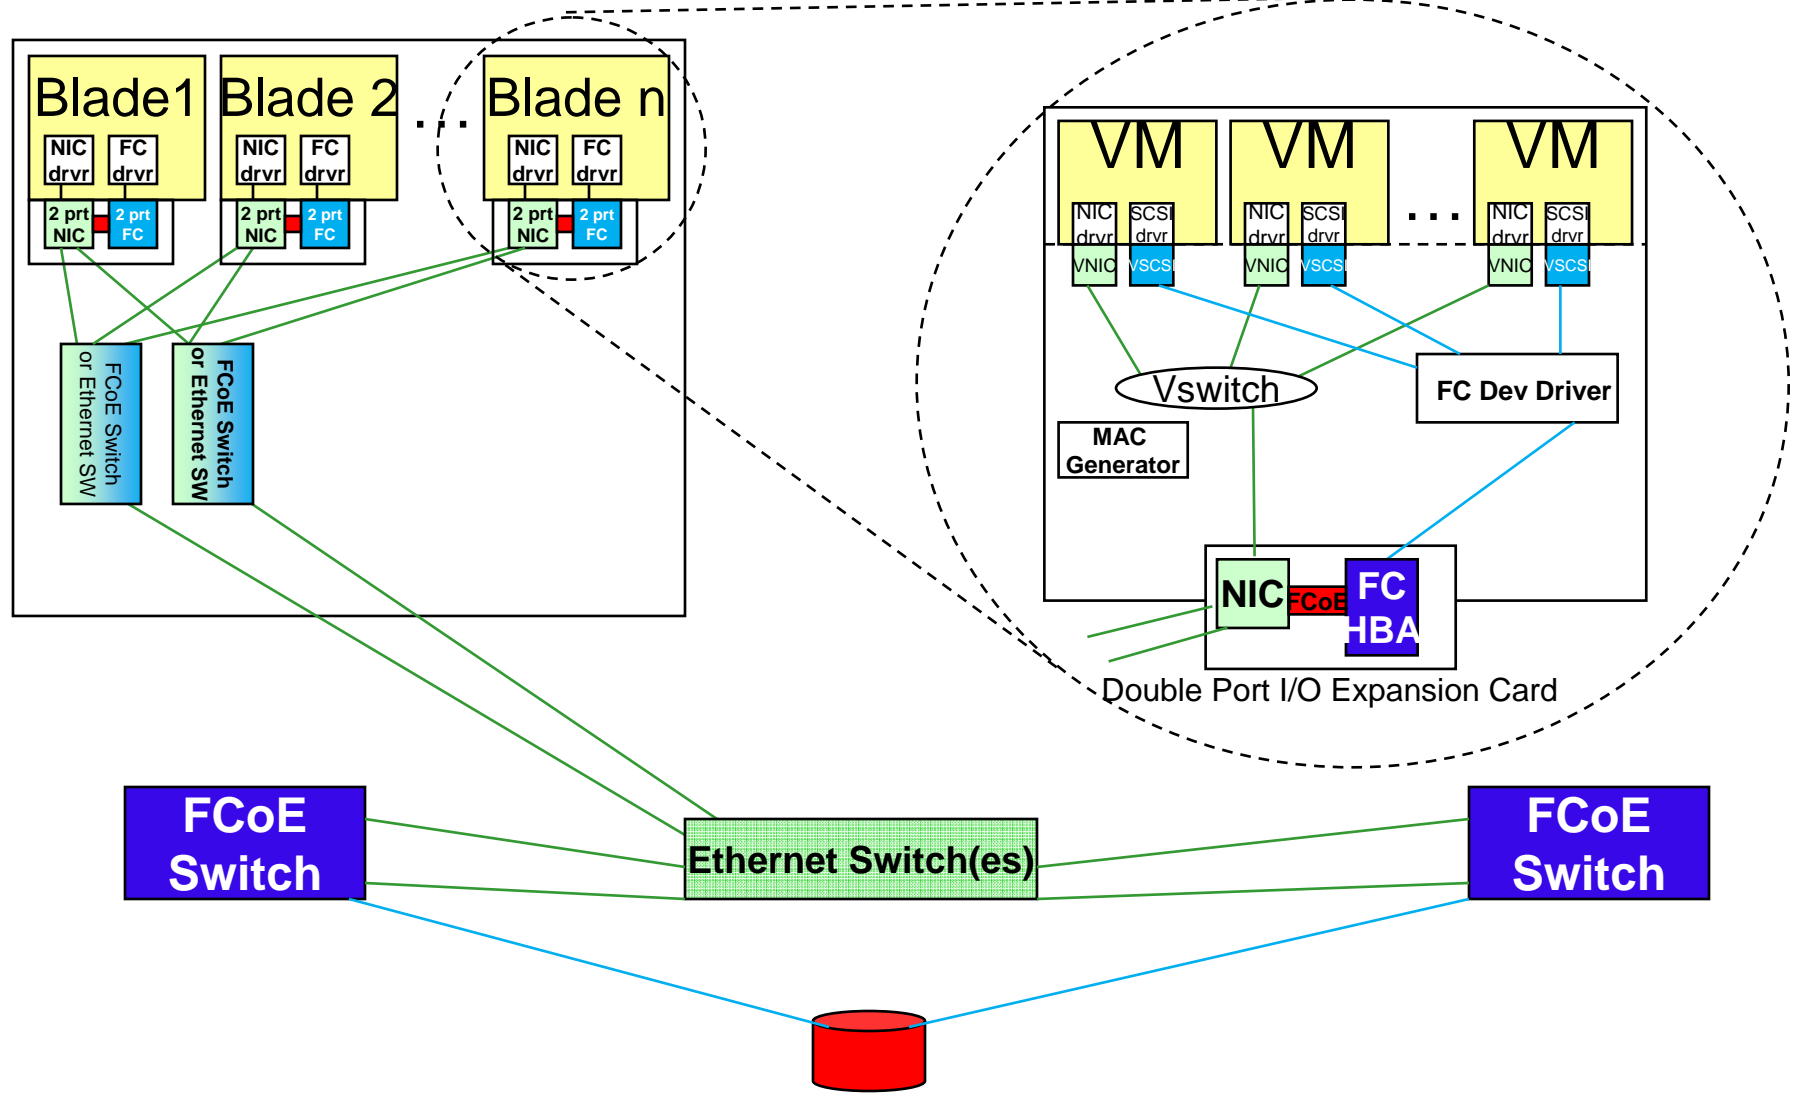 Blade1
NIC
drvr
FC
drvr
2 prt
NIC
2 prt
FC
Blade 2
NIC
drvr
FC
drvr
2 prt
NIC
2 prt
FC
...
Blade n
NIC
drvr
FC
drvr
2 prt
NIC
2 prt
FC
FCoE Switch
or Ethernet SW
FCoE Switch
or Ethernet SW
VM
NIC
drvr
SCSI
drvr
VNIC
VSCSI
VM
NIC
drvr
SCSI
drvr
VNIC
VSCSI
...
VM
NIC
drvr
SCSI
drvr
VNIC
VSCSI
Vswitch
FC Dev Driver
MAC
Generator
NIC
FCoE
FC
HBA
Double Port I/O Expansion Card
FCoE
Switch
Ethernet Switch(es)
FCoE
Switch